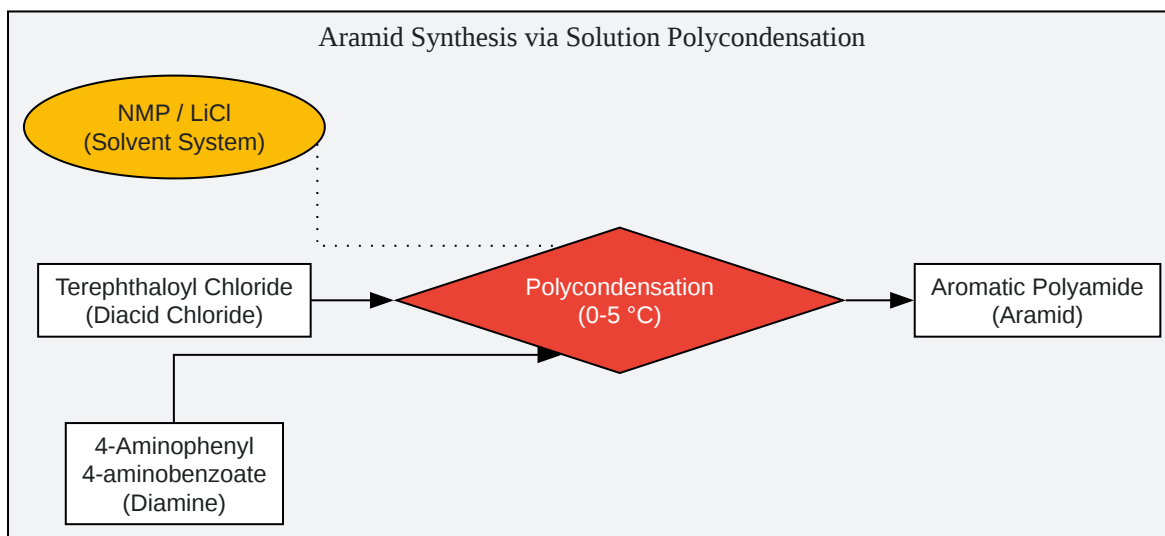 Aramid Synthesis via Solution Polycondensation
NMP / LiCl
(Solvent System)
Terephthaloyl Chloride
(Diacid Chloride)
Polycondensation
(0-5 °C)
Aromatic Polyamide
(Aramid)
4-Aminophenyl
4-aminobenzoate
(Diamine)